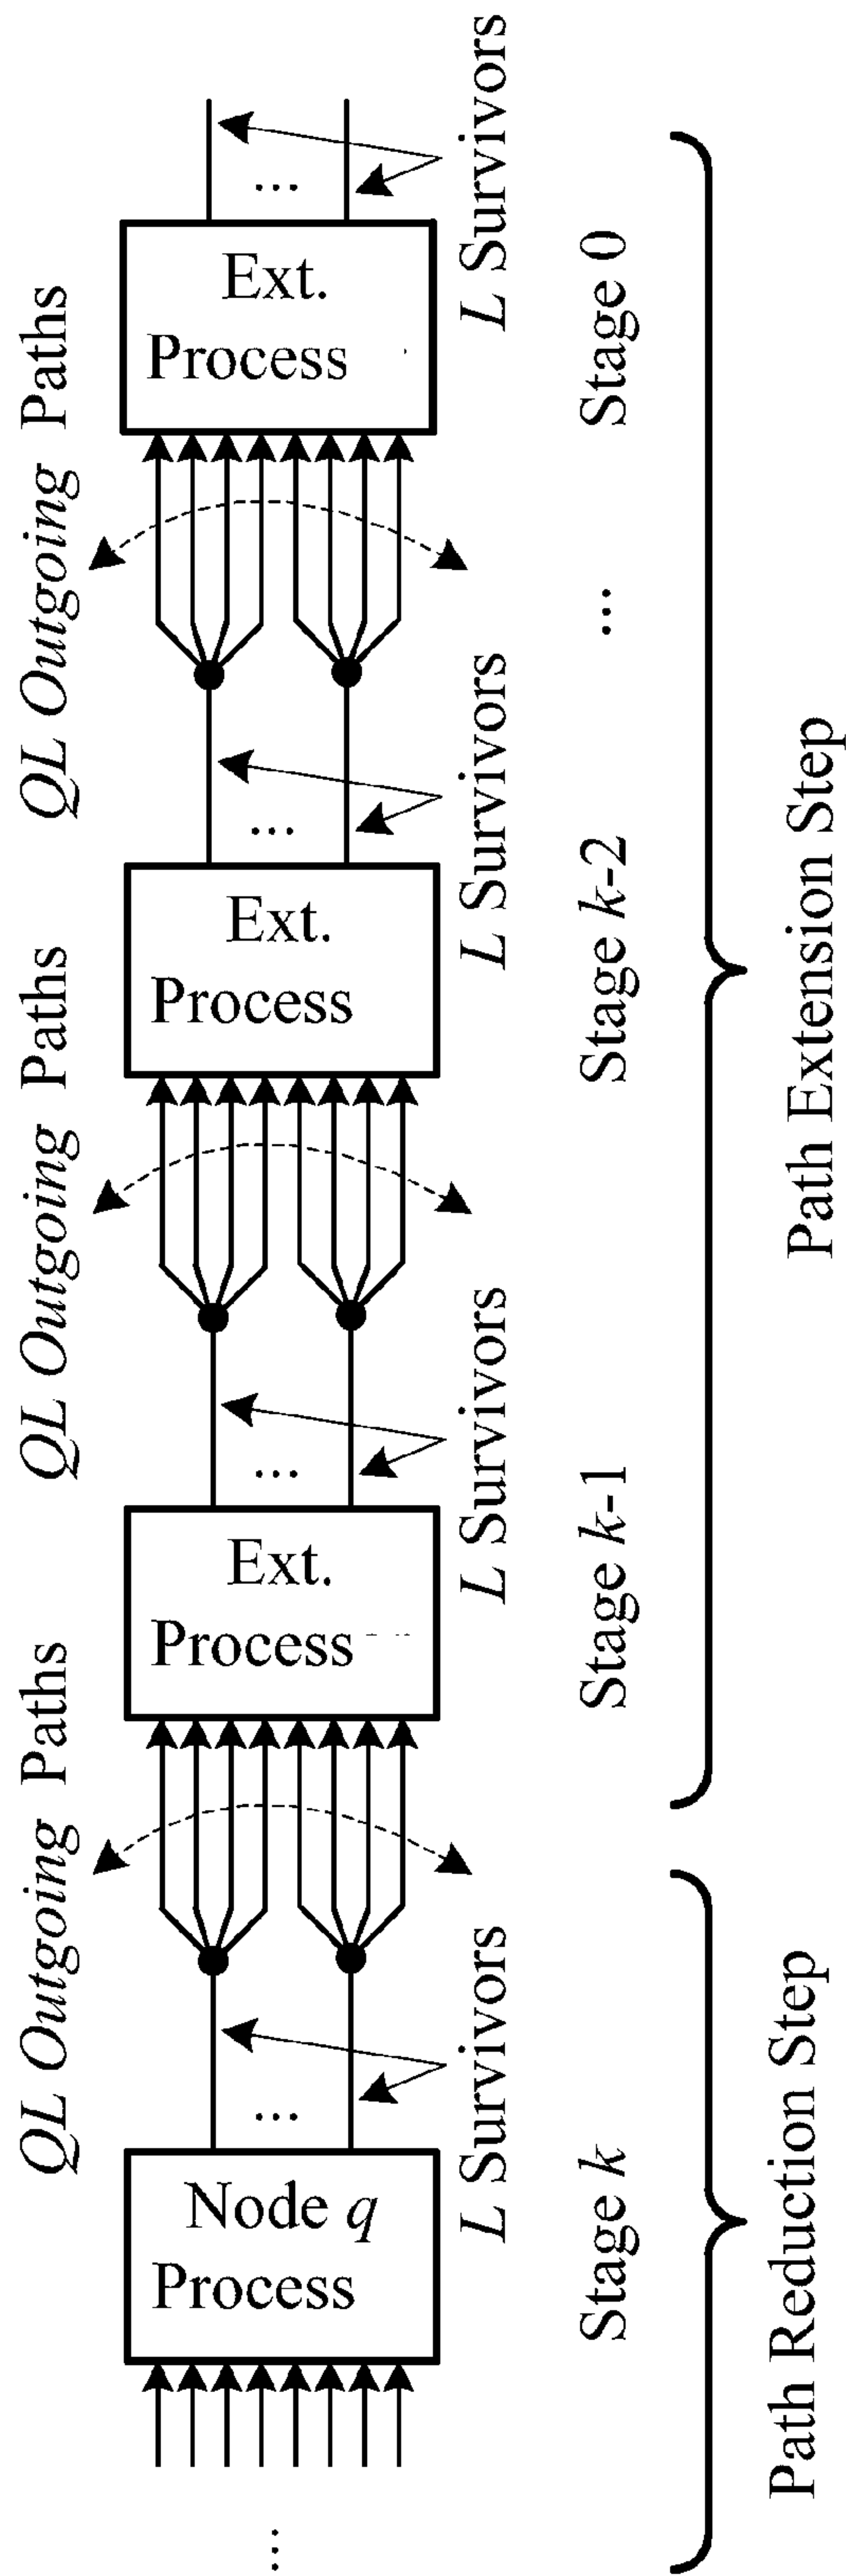 QL Outgoing Paths
QL Outgoing Paths
QL Outgoing Paths
...
Node q
Process
...
Ext.
Process
...
Ext.
Process
...
Ext.
Process
...
L Survivors
L Survivors
L Survivors
L Survivors
Stage k
Stage k-1
Stage k-2
...
Stage 0
Path Reduction Step
Path Extension Step